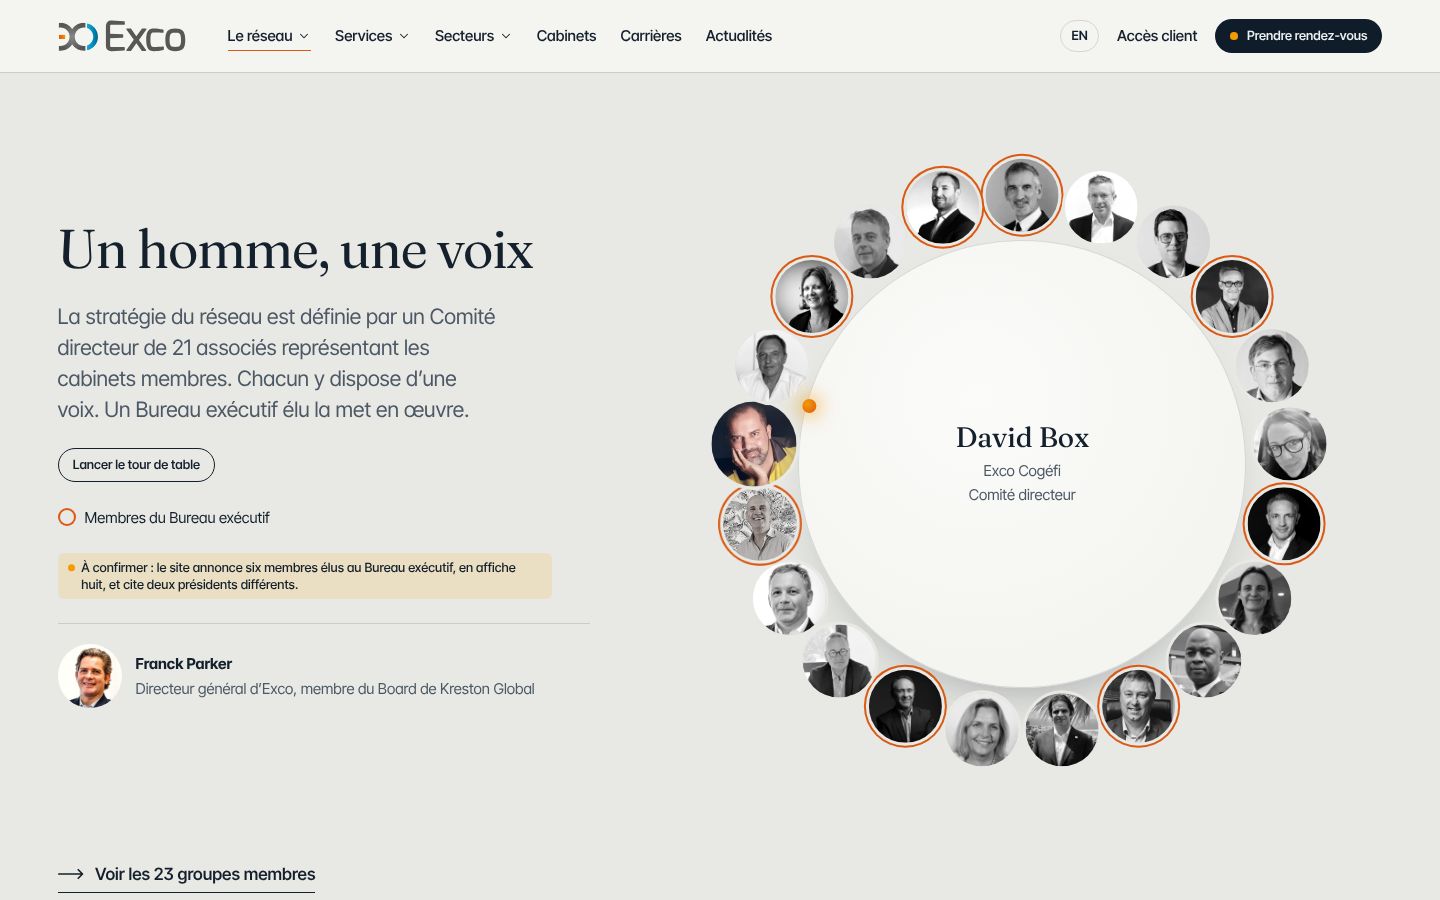 Exco
Le réseau
Services
Secteurs
Cabinets
Carrières
Actualités
EN
Accès client
Prendre rendez-vous
Un homme, une voix
La stratégie du réseau est définie par un Comité
directeur de 21 associés représentant les
cabinets membres. Chacun y dispose d’une
voix. Un Bureau exécutif élu la met en œuvre.
Lancer le tour de table
Membres du Bureau exécutif
À confirmer : le site annonce six membres élus au Bureau exécutif, en affiche
huit, et cite deux présidents différents.
Franck Parker
Directeur général d’Exco, membre du Board de Kreston Global
David Box
Exco Cogéfi
Comité directeur
Voir les 23 groupes membres